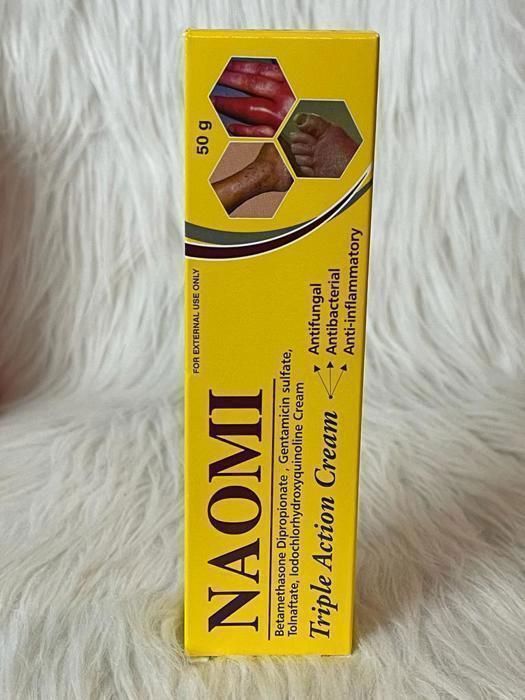 50 g
FOR EXTERNAL USE ONLY
NAOMI
Betamethasone Dipropionate , Gentamicin sulfate,
Tolnaftate, Iodochlorhydroxyquinoline Cream
Triple Action Cream
Antifungal
Antibacterial
Anti-inflammatory